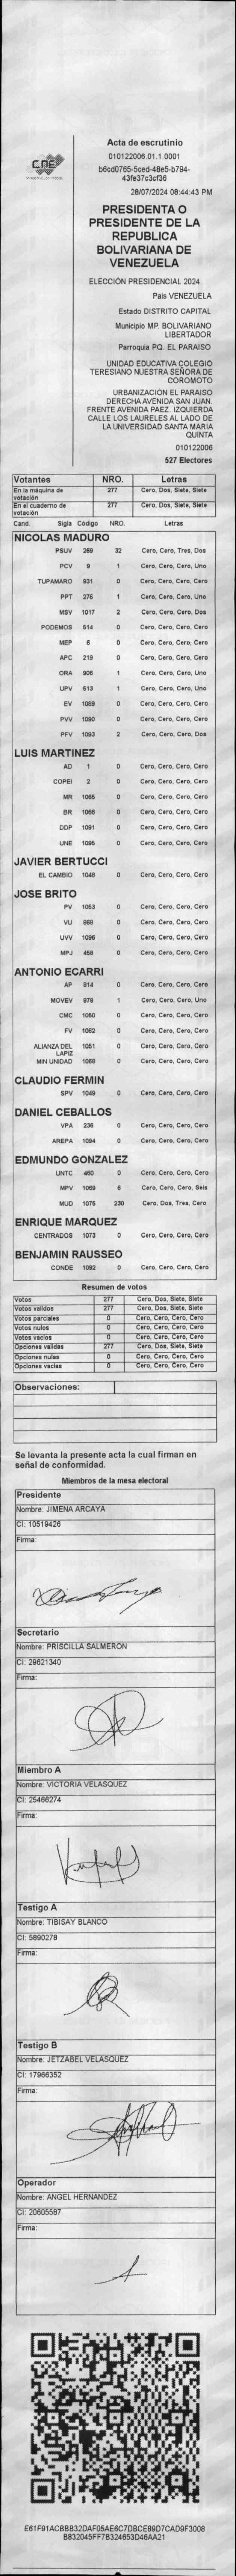 CNE
Acta de escrutinio
010122006.01.1.0001
b6cd0765-5ced-48e5-b794-
43fe37c3cf36
28/07/2024 08:44:43 PM
PRESIDENTA O
PRESIDENTE DE LA
REPUBLICA
BOLIVARIANA DE
VENEZUELA
ELECCIÓN PRESIDENCIAL 2024
País VENEZUELA
Estado DISTRITO CAPITAL
Municipio MP. BOLIVARIANO
LIBERTADOR
Parroquia PQ. EL PARAISO
UNIDAD EDUCATIVA COLEGIO
TERESIANO NUESTRA SEÑORA DE
COROMOTO
URBANIZACIÓN EL PARAISO
DERECHA AVENIDA SAN JUAN.
FRENTE AVENIDA PAEZ. IZQUIERDA
CALLE LOS LAURELES AL LADO DE
LA UNIVERSIDAD SANTA MARIA
QUINTA
010122006
527 Electores
Votantes NRO. Letras
En la máquina de votación 277 Cero, Dos, Siete, Siete
En el cuaderno de votación 277 Cero, Dos, Siete, Siete
Cand. Sigla Código NRO. Letras
NICOLAS MADURO
PSUV 269 32 Cero, Cero, Tres, Dos
PCV 9 1 Cero, Cero, Cero, Uno
TUPAMARO 931 0 Cero, Cero, Cero, Cero
PPT 276 1 Cero, Cero, Cero, Uno
MSV 1017 2 Cero, Cero, Cero, Dos
PODEMOS 514 0 Cero, Cero, Cero, Cero
MEP 6 0 Cero, Cero, Cero, Cero
APC 219 0 Cero, Cero, Cero, Cero
ORA 906 1 Cero, Cero, Cero, Uno
UPV 513 1 Cero, Cero, Cero, Uno
EV 1089 0 Cero, Cero, Cero, Cero
PVV 1090 0 Cero, Cero, Cero, Cero
PFV 1093 2 Cero, Cero, Cero, Dos
LUIS MARTINEZ
AD 1 0 Cero, Cero, Cero, Cero
COPEI 2 0 Cero, Cero, Cero, Cero
MR 1065 0 Cero, Cero, Cero, Cero
BR 1066 0 Cero, Cero, Cero, Cero
DDP 1091 0 Cero, Cero, Cero, Cero
UNE 1095 0 Cero, Cero, Cero, Cero
JAVIER BERTUCCI
EL CAMBIO 1048 0 Cero, Cero, Cero, Cero
JOSE BRITO
PV 1053 0 Cero, Cero, Cero, Cero
VU 869 0 Cero, Cero, Cero, Cero
UVV 1096 0 Cero, Cero, Cero, Cero
MPJ 458 0 Cero, Cero, Cero, Cero
ANTONIO ECARRI
AP 914 0 Cero, Cero, Cero, Cero
MOVEV 979 1 Cero, Cero, Cero, Uno
CMC 1050 0 Cero, Cero, Cero, Cero
FV 1062 0 Cero, Cero, Cero, Cero
ALIANZA DEL LAPIZ 1051 0 Cero, Cero, Cero, Cero
MIN UNIDAD 1068 0 Cero, Cero, Cero, Cero
CLAUDIO FERMIN
SPV 1049 0 Cero, Cero, Cero, Cero
DANIEL CEBALLOS
VPA 236 0 Cero, Cero, Cero, Cero
AREPA 1094 0 Cero, Cero, Cero, Cero
EDMUNDO GONZALEZ
UNTC 460 0 Cero, Cero, Cero, Cero
MPV 1069 6 Cero, Cero, Cero, Seis
MUD 1075 230 Cero, Dos, Tres, Cero
ENRIQUE MARQUEZ
CENTRADOS 1073 0 Cero, Cero, Cero, Cero
BENJAMIN RAUSSEO
CONDE 1092 0 Cero, Cero, Cero, Cero
Resumen de votos
Votos 277 Cero, Dos, Siete, Siete
Votos validos 277 Cero, Dos, Siete, Siete
Votos parciales 0 Cero, Cero, Cero, Cero
Votos nulos 0 Cero, Cero, Cero, Cero
Votos vacios 0 Cero, Cero, Cero, Cero
Opciones validas 277 Cero, Dos, Siete, Siete
Opciones nulas 0 Cero, Cero, Cero, Cero
Opciones vacias 0 Cero, Cero, Cero, Cero
Observaciones:
Se levanta la presente acta la cual firman en
señal de conformidad.
Miembros de la mesa electoral
Presidente
Nombre: JIMENA ARCAYA
CI: 10519426
Firma:
Secretario
Nombre: PRISCILLA SALMERON
CI: 29621340
Firma:
Miembro A
Nombre: VICTORIA VELASQUEZ
CI: 25466274
Firma:
Testigo A
Nombre: TIBISAY BLANCO
CI: 5890278
Firma:
Testigo B
Nombre: JETZABEL VELASQUEZ
CI: 17966352
Firma:
Operador
Nombre: ANGEL HERNANDEZ
CI: 20605587
Firma:
E61F91ACBBB32DAF05AE6C7DBCE89D7CAD9F3008
B832045FF7B324653D46AA21